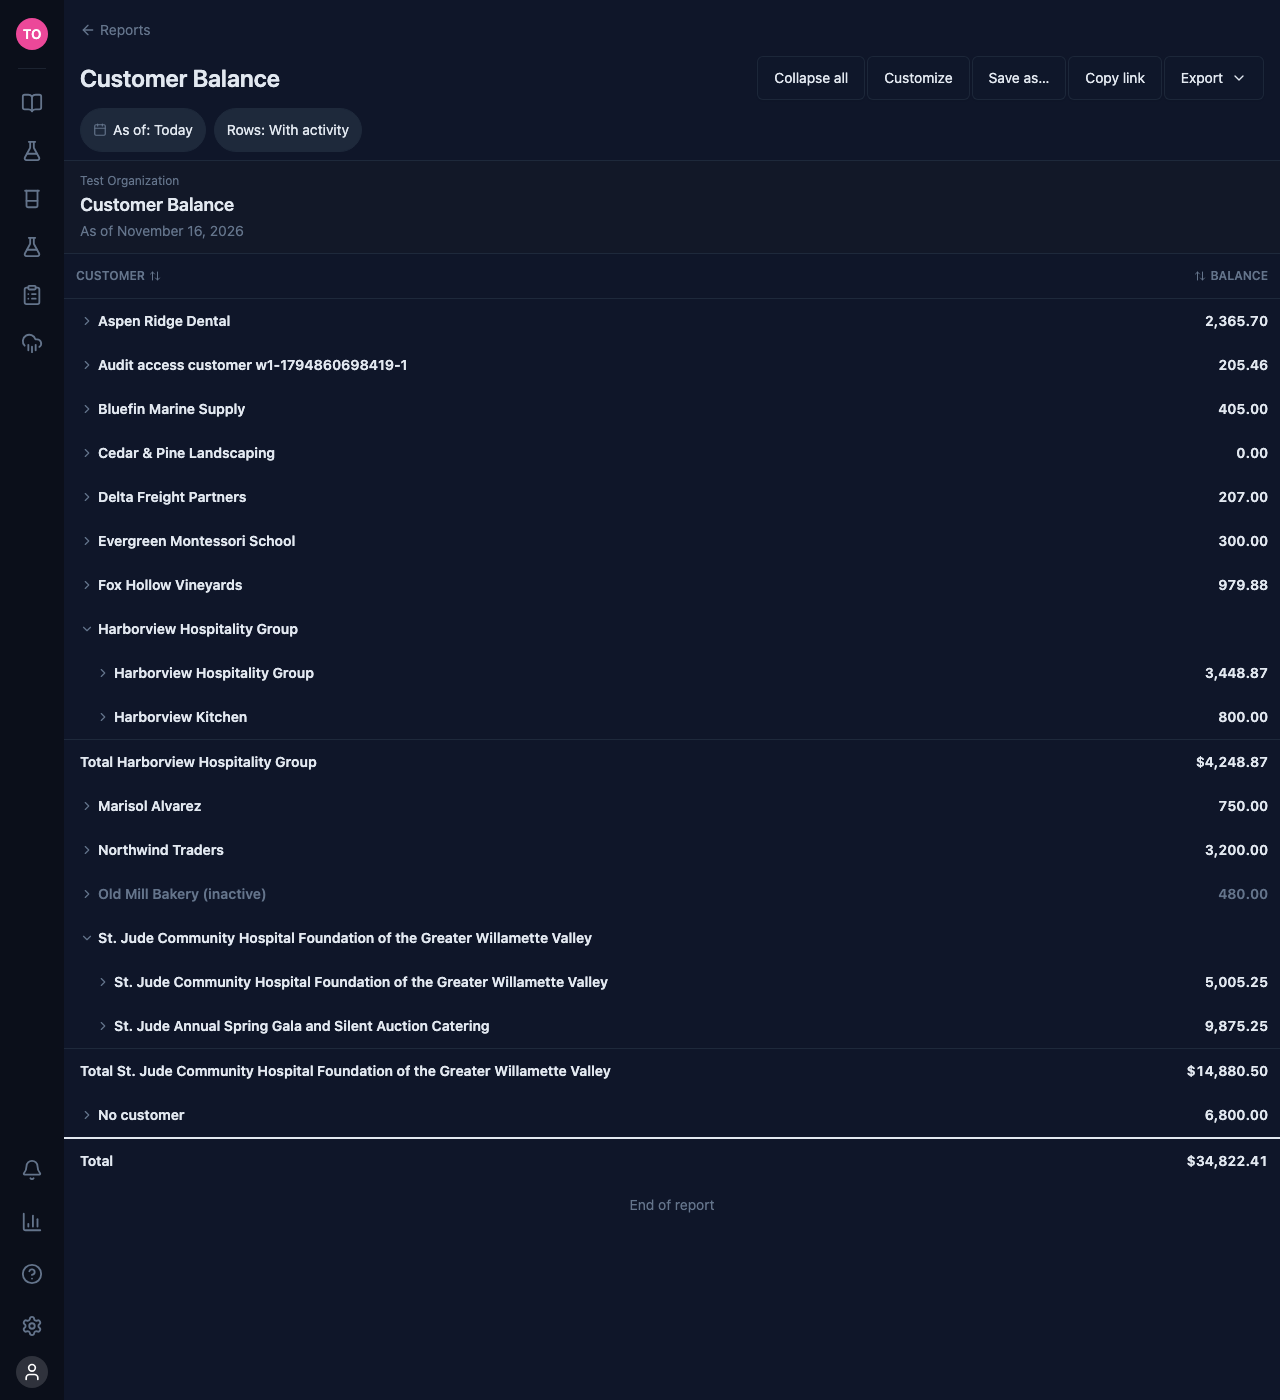 TO
Reports
Customer Balance
Collapse all
Customize
Save as...
Copy link
Export
As of: Today
Rows: With activity
Test Organization
Customer Balance
As of November 16, 2026
CUSTOMER
BALANCE
Aspen Ridge Dental 2,365.70
Audit access customer w1-1794860698419-1 205.46
Bluefin Marine Supply 405.00
Cedar & Pine Landscaping 0.00
Delta Freight Partners 207.00
Evergreen Montessori School 300.00
Fox Hollow Vineyards 979.88
Harborview Hospitality Group
Harborview Hospitality Group 3,448.87
Harborview Kitchen 800.00
Total Harborview Hospitality Group $4,248.87
Marisol Alvarez 750.00
Northwind Traders 3,200.00
Old Mill Bakery (inactive) 480.00
St. Jude Community Hospital Foundation of the Greater Willamette Valley
St. Jude Community Hospital Foundation of the Greater Willamette Valley 5,005.25
St. Jude Annual Spring Gala and Silent Auction Catering 9,875.25
Total St. Jude Community Hospital Foundation of the Greater Willamette Valley $14,880.50
No customer 6,800.00
Total $34,822.41
End of report